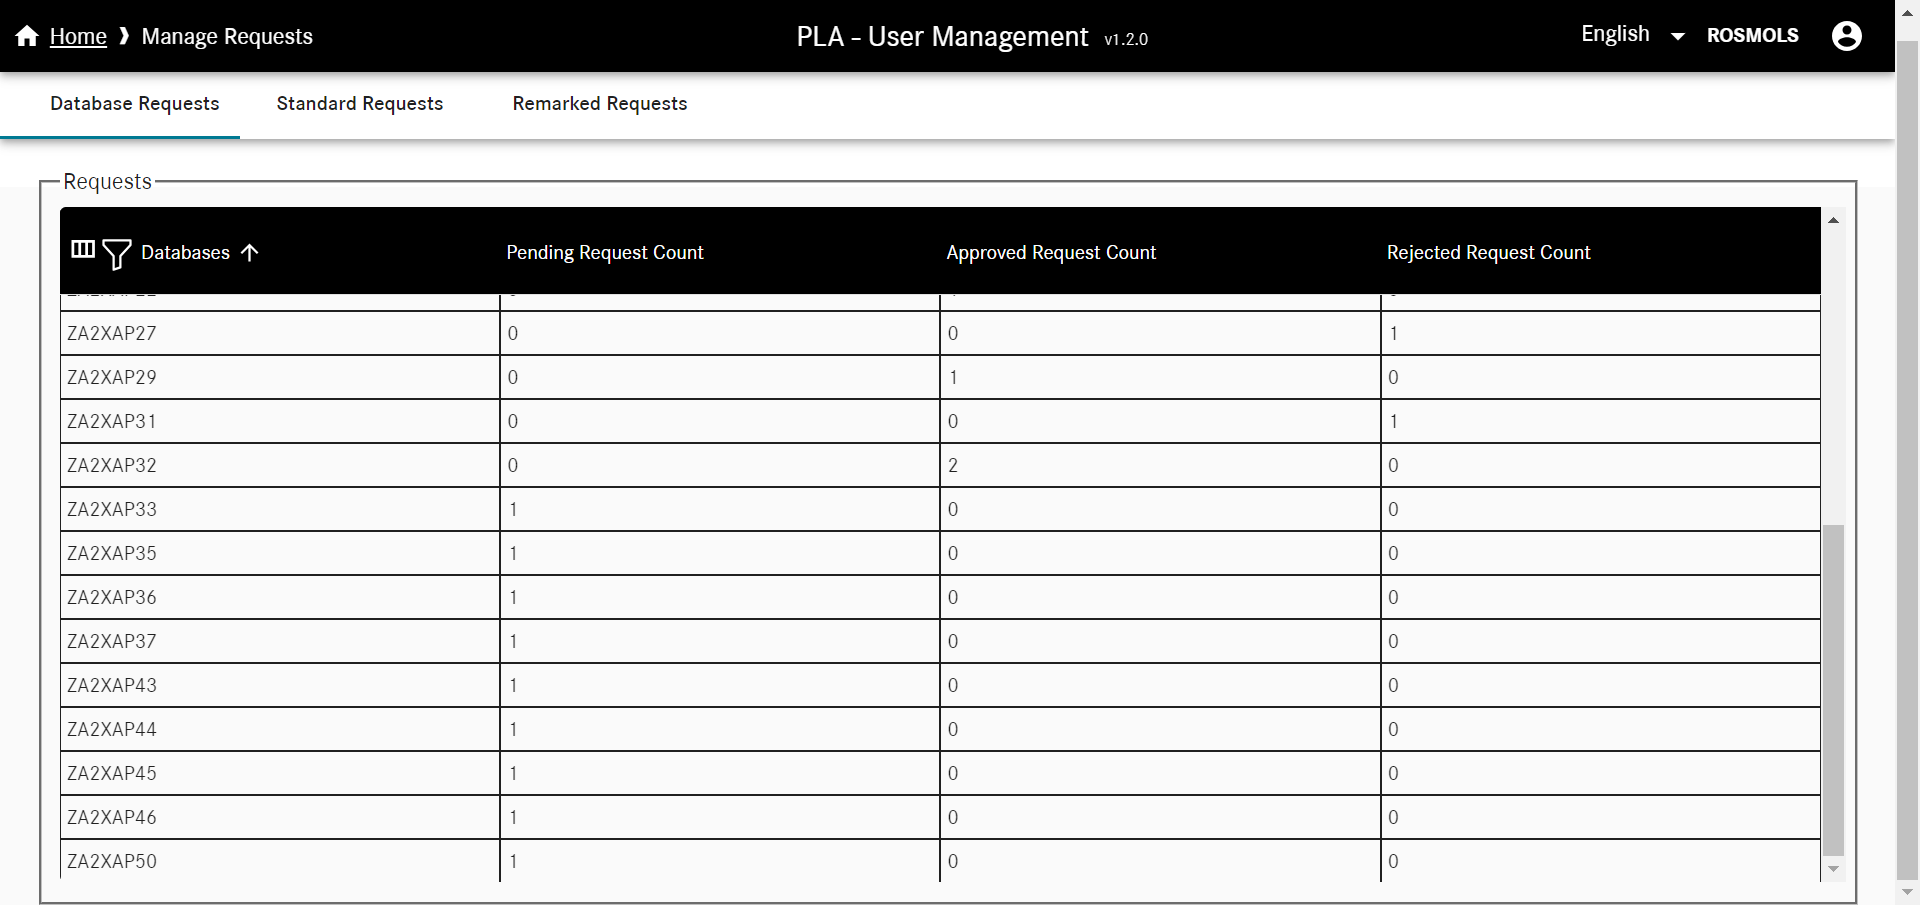 Home ❱ Manage Requests PLA - User Management v1.2.0 English ROSMOLS
Database Requests Standard Requests Remarked Requests
Requests
Databases Pending Request Count Approved Request Count Rejected Request Count
ZA2XAP27 0 0 1
ZA2XAP29 0 1 0
ZA2XAP31 0 0 1
ZA2XAP32 0 2 0
ZA2XAP33 1 0 0
ZA2XAP35 1 0 0
ZA2XAP36 1 0 0
ZA2XAP37 1 0 0
ZA2XAP43 1 0 0
ZA2XAP44 1 0 0
ZA2XAP45 1 0 0
ZA2XAP46 1 0 0
ZA2XAP50 1 0 0